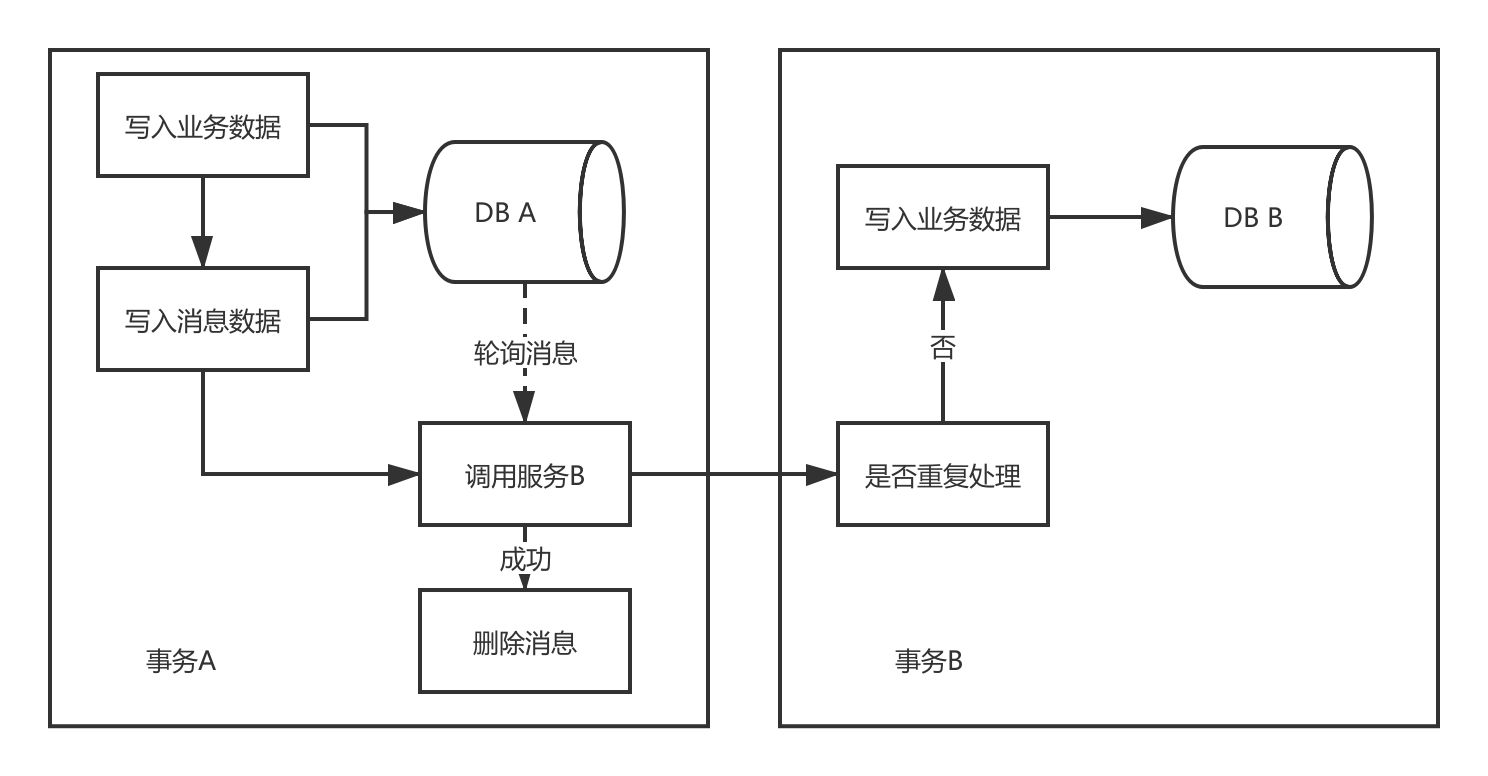 写入业务数据
DB A
写入消息数据
轮询消息
调用服务B
成功
删除消息
事务A
写入业务数据
DB B
否
是否重复处理
事务B